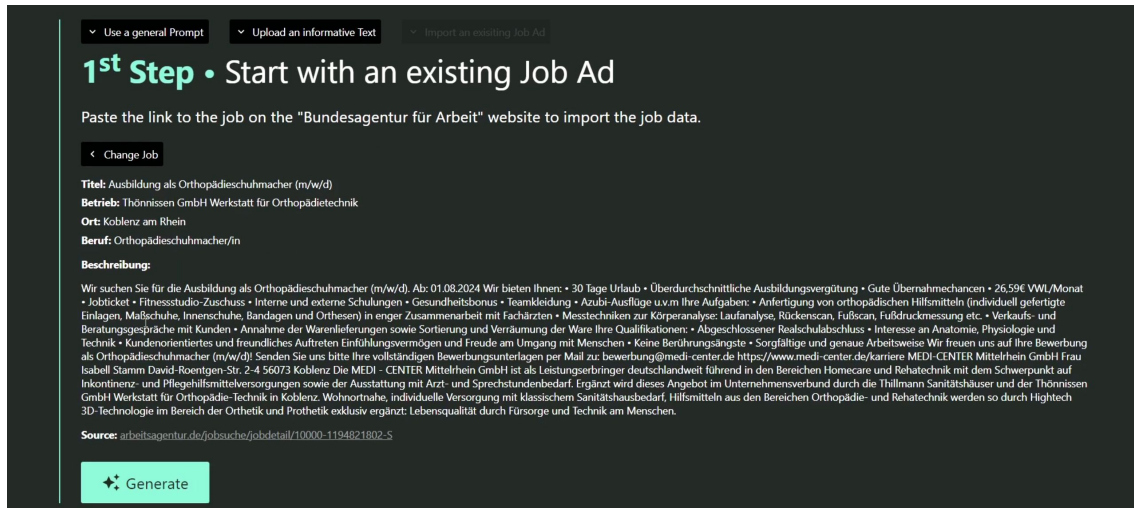 Use a general Prompt Upload an informative Text Import an exisiting Job Ad
1st Step • Start with an existing Job Ad
Paste the link to the job on the "Bundesagentur für Arbeit" website to import the job data.
Change Job
Titel: Ausbildung als Orthopädieschuhmacher (m/w/d)
Betrieb: Thönnissen GmbH Werkstatt für Orthopädietechnik
Ort: Koblenz am Rhein
Beruf: Orthopädieschuhmacher/in
Beschreibung:
Wir suchen Sie für die Ausbildung als Orthopädieschuhmacher (m/w/d). Ab: 01.08.2024 Wir bieten Ihnen: • 30 Tage Urlaub • Überdurchschnittliche Ausbildungsvergütung • Gute Übernahmechancen • 26,59€ VWL/Monat
• Jobticket • Fitnessstudio-Zuschuss • Interne und externe Schulungen • Gesundheitsbonus • Teamkleidung • Azubi-Ausflüge u.v.m Ihre Aufgaben: • Anfertigung von orthopädischen Hilfsmitteln (individuell gefertigte
Einlagen, Maßschuhe, Innenschuhe, Bandagen und Orthesen) in enger Zusammenarbeit mit Fachärzten • Messtechniken zur Körperanalyse: Laufanalyse, Rückenscan, Fußscan, Fußdruckmessung etc. • Verkaufs- und
Beratungsgespräche mit Kunden • Annahme der Warenlieferungen sowie Sortierung und Verräumung der Ware Ihre Qualifikationen: • Abgeschlossener Realschulabschluss • Interesse an Anatomie, Physiologie und
Technik • Kundenorientiertes und freundliches Auftreten Einfühlungsvermögen und Freude am Umgang mit Menschen • Keine Berührungsängste • Sorgfältige und genaue Arbeitsweise Wir freuen uns auf Ihre Bewerbung
als Orthopädieschuhmacher (m/w/d)! Senden Sie uns bitte Ihre vollständigen Bewerbungsunterlagen per Mail zu: bewerbung@medi-center.de https://www.medi-center.de/karriere MEDI-CENTER Mittelrhein GmbH Frau
Isabell Stamm David-Roentgen-Str. 2-4 56073 Koblenz Die MEDI - CENTER Mittelrhein GmbH ist als Leistungserbringer deutschlandweit führend in den Bereichen Homecare und Rehatechnik mit dem Schwerpunkt auf
Inkontinenz- und Pflegehilfsmittelversorgungen sowie der Ausstattung mit Arzt- und Sprechstundenbedarf. Ergänzt wird dieses Angebot im Unternehmensverbund durch die Thillmann Sanitätshäuser und der Thönnissen
GmbH Werkstatt für Orthopädie-Technik in Koblenz. Wohnortnahe, individuelle Versorgung mit klassischem Sanitätshausbedarf, Hilfsmitteln aus den Bereichen Orthopädie- und Rehatechnik werden so durch Hightech
3D-Technologie im Bereich der Orthetik und Prothetik exklusiv ergänzt: Lebensqualität durch Fürsorge und Technik am Menschen.
Source: arbeitsagentur.de/jobsuche/jobdetail/10000-1194821802-S
Generate